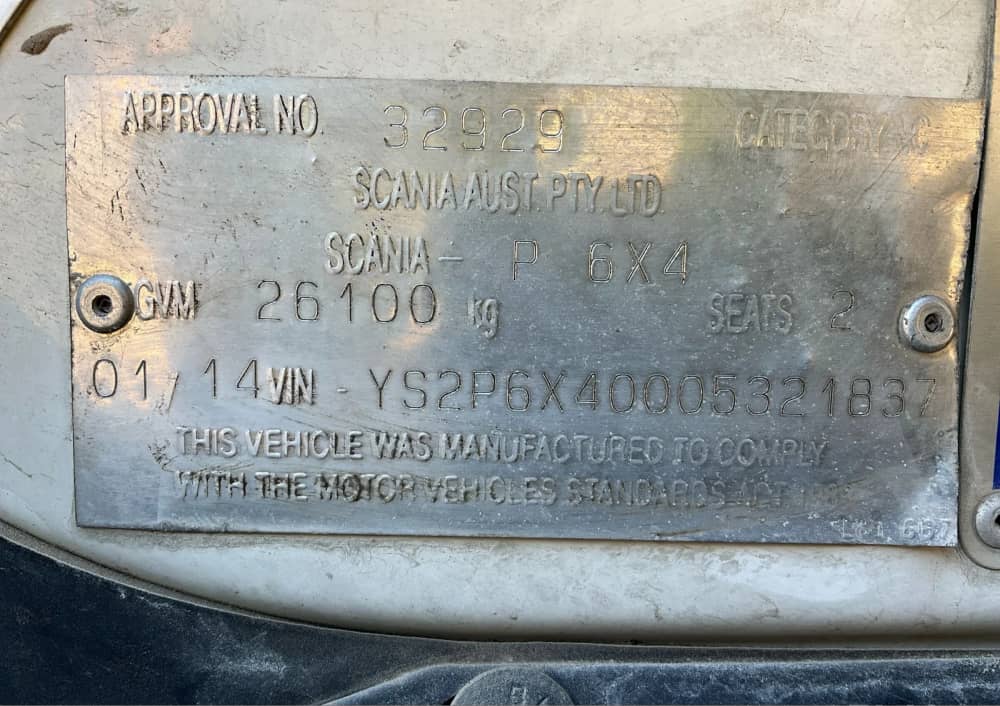 APPROVAL NO. 32929 CATEGORY C
SCANIA AUST. PTY. LTD
SCANIA - P 6X4
GVM 26100 kg SEATS 2
01/14 VIN - YS2P6X40005321837
THIS VEHICLE WAS MANUFACTURED TO COMPLY
WITH THE MOTOR VEHICLES STANDARDS ACT